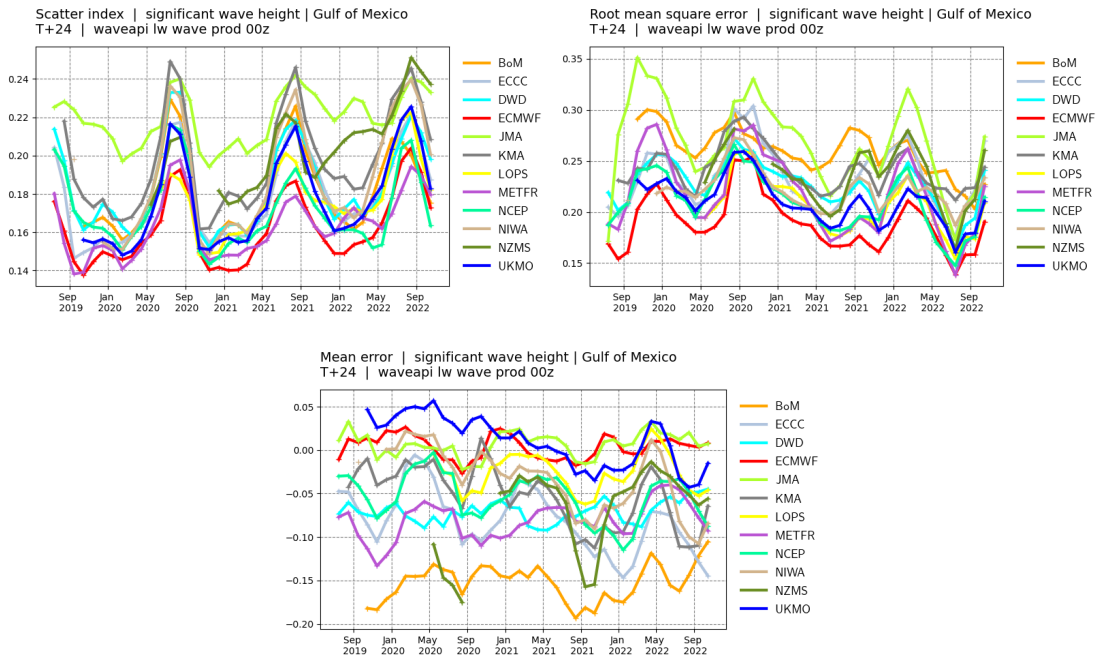 Scatter index | significant wave height | Gulf of Mexico
T+24 | waveapi lw wave prod 00z
0.24
0.22
0.20
0.18
0.16
0.14
Sep 2019
Jan 2020
May 2020
Sep 2020
Jan 2021
May 2021
Sep 2021
Jan 2022
May 2022
Sep 2022
BoM
ECCC
DWD
ECMWF
JMA
KMA
LOPS
METFR
NCEP
NIWA
NZMS
UKMO
Root mean square error | significant wave height | Gulf of Mexico
T+24 | waveapi lw wave prod 00z
0.35
0.30
0.25
0.20
0.15
Sep 2019
Jan 2020
May 2020
Sep 2020
Jan 2021
May 2021
Sep 2021
Jan 2022
May 2022
Sep 2022
BoM
ECCC
DWD
ECMWF
JMA
KMA
LOPS
METFR
NCEP
NIWA
NZMS
UKMO
Mean error | significant wave height | Gulf of Mexico
T+24 | waveapi lw wave prod 00z
0.05
0.00
−0.05
−0.10
−0.15
−0.20
Sep 2019
Jan 2020
May 2020
Sep 2020
Jan 2021
May 2021
Sep 2021
Jan 2022
May 2022
Sep 2022
BoM
ECCC
DWD
ECMWF
JMA
KMA
LOPS
METFR
NCEP
NIWA
NZMS
UKMO